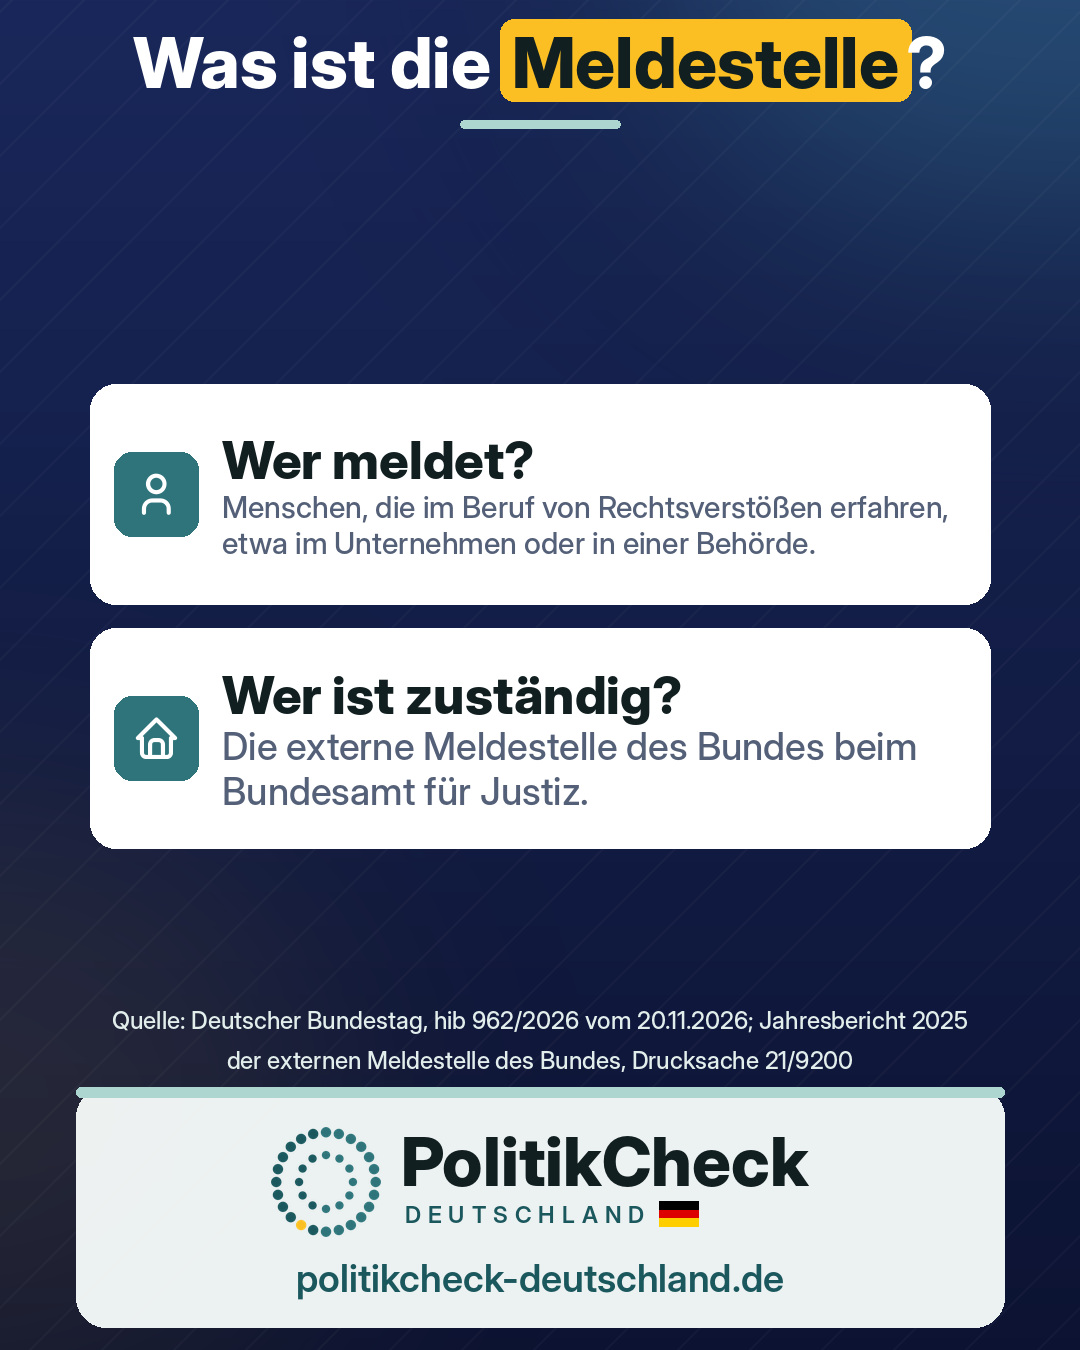 Was ist die Meldestelle?
Wer meldet?
Menschen, die im Beruf von Rechtsverstößen erfahren,
etwa im Unternehmen oder in einer Behörde.
Wer ist zuständig?
Die externe Meldestelle des Bundes beim
Bundesamt für Justiz.
Quelle: Deutscher Bundestag, hib 962/2026 vom 20.11.2026; Jahresbericht 2025
der externen Meldestelle des Bundes, Drucksache 21/9200
PolitikCheck
DEUTSCHLAND
politikcheck-deutschland.de